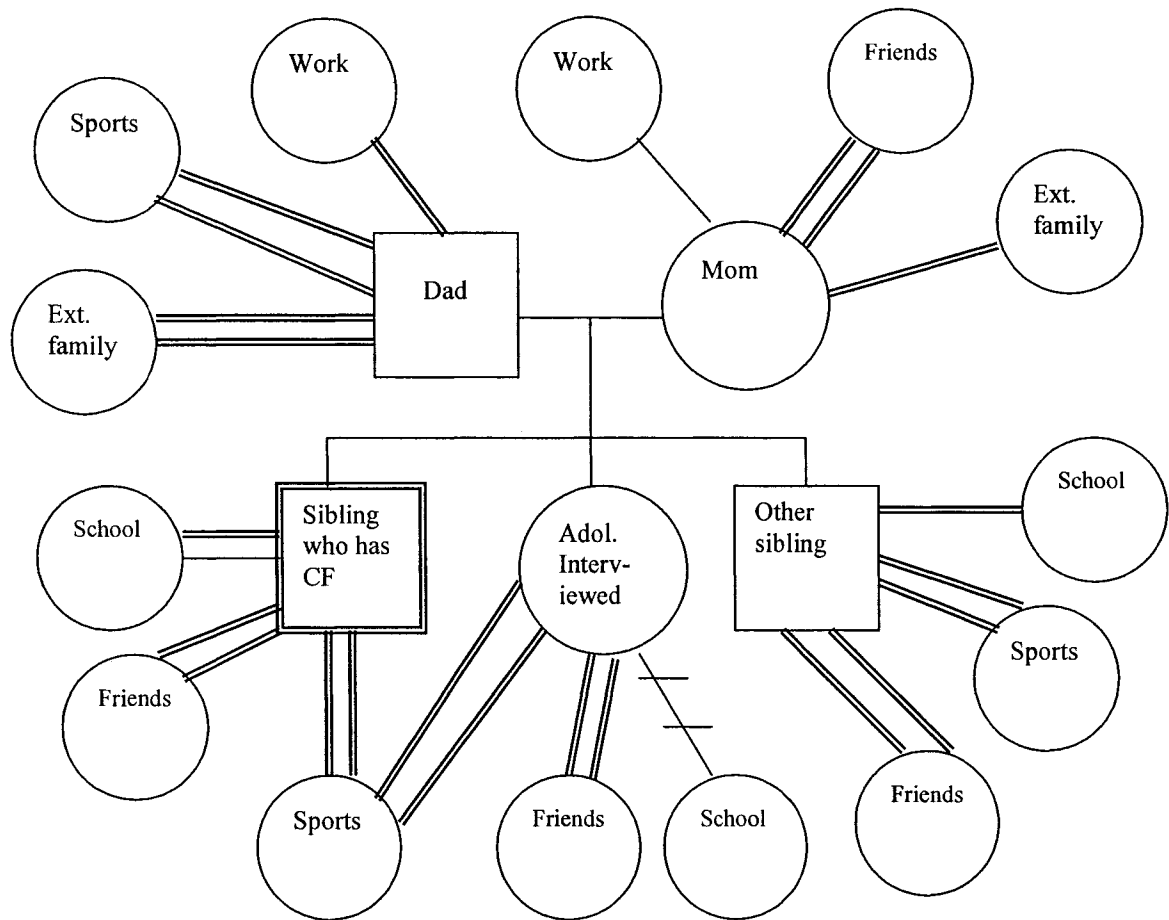 Work
Work
Friends
Sports
Ext.
family
Dad
Mom
Ext.
family
School
Sibling
who has
CF
Adol.
Interv-
iewed
Other
sibling
School
Friends
Sports
Sports
Friends
School
Friends